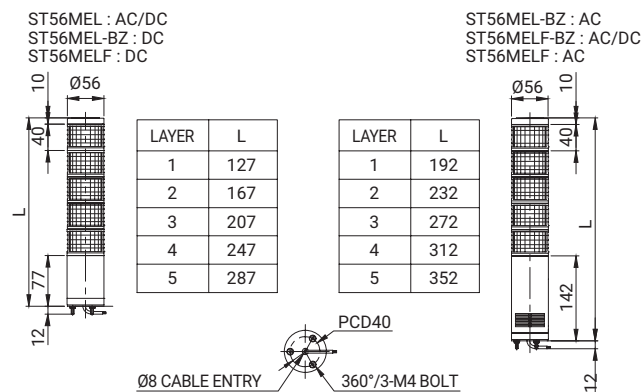 ST56MEL : AC/DC
ST56MEL-BZ : DC
ST56MELF : DC
10
Ø56
40
L
77
12
LAYER L
1 127
2 167
3 207
4 247
5 287
ST56MEL-BZ : AC
ST56MELF-BZ : AC/DC
ST56MELF : AC
Ø56
10
40
L
142
12
LAYER L
1 192
2 232
3 272
4 312
5 352
PCD40
Ø8 CABLE ENTRY
360°/3-M4 BOLT